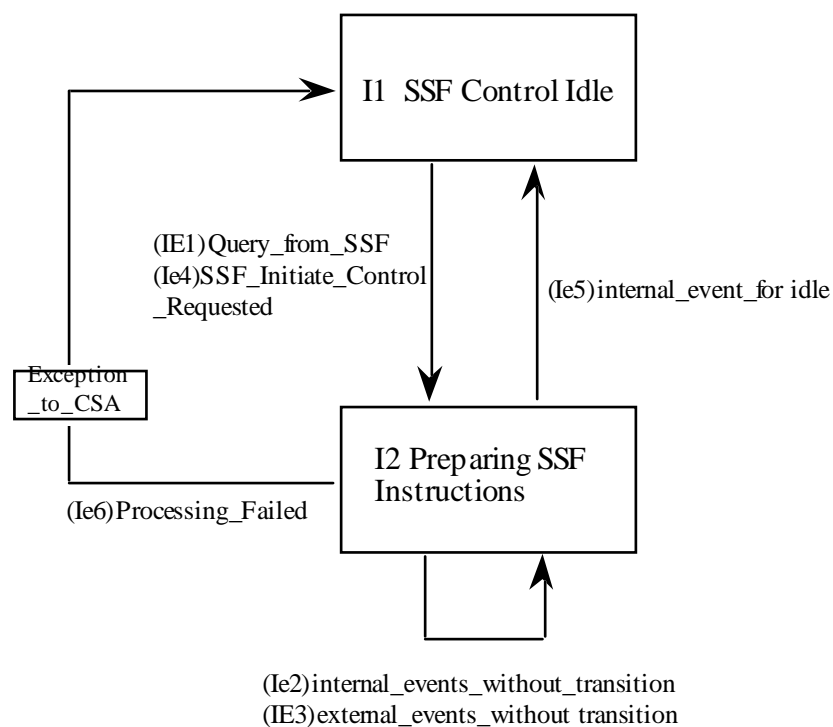 I1 SSF Control Idle
(IE1)Query_from_SSF
(Ie4)SSF_Initiate_Control
_Requested
(Ie5)internal_event_for idle
Exception
_to_CSA
I2 Preparing SSF
Instructions
(Ie6)Processing_Failed
(Ie2)internal_events_without_transition
(IE3)external_events_without transition